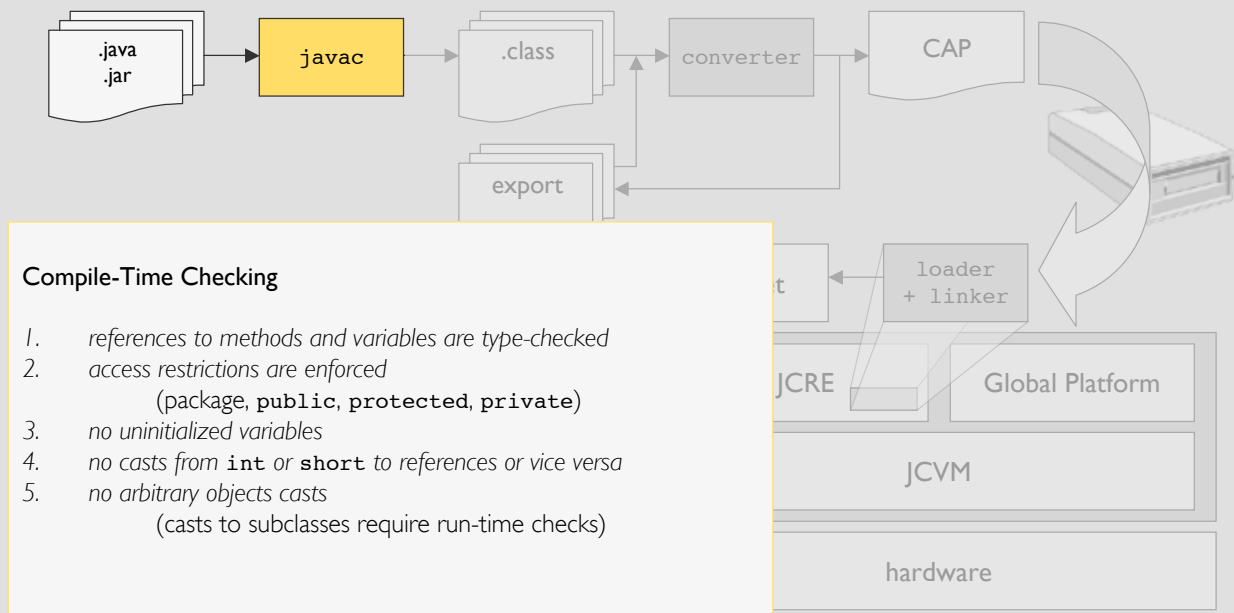 .java
.jar
javac
.class
converter
CAP
export
Compile-Time Checking
1. references to methods and variables are type-checked
2. access restrictions are enforced
(package, public, protected, private)
3. no uninitialized variables
4. no casts from int or short to references or vice versa
5. no arbitrary objects casts
(casts to subclasses require run-time checks)
et
loader
+ linker
JCRE
Global Platform
JCVM
hardware